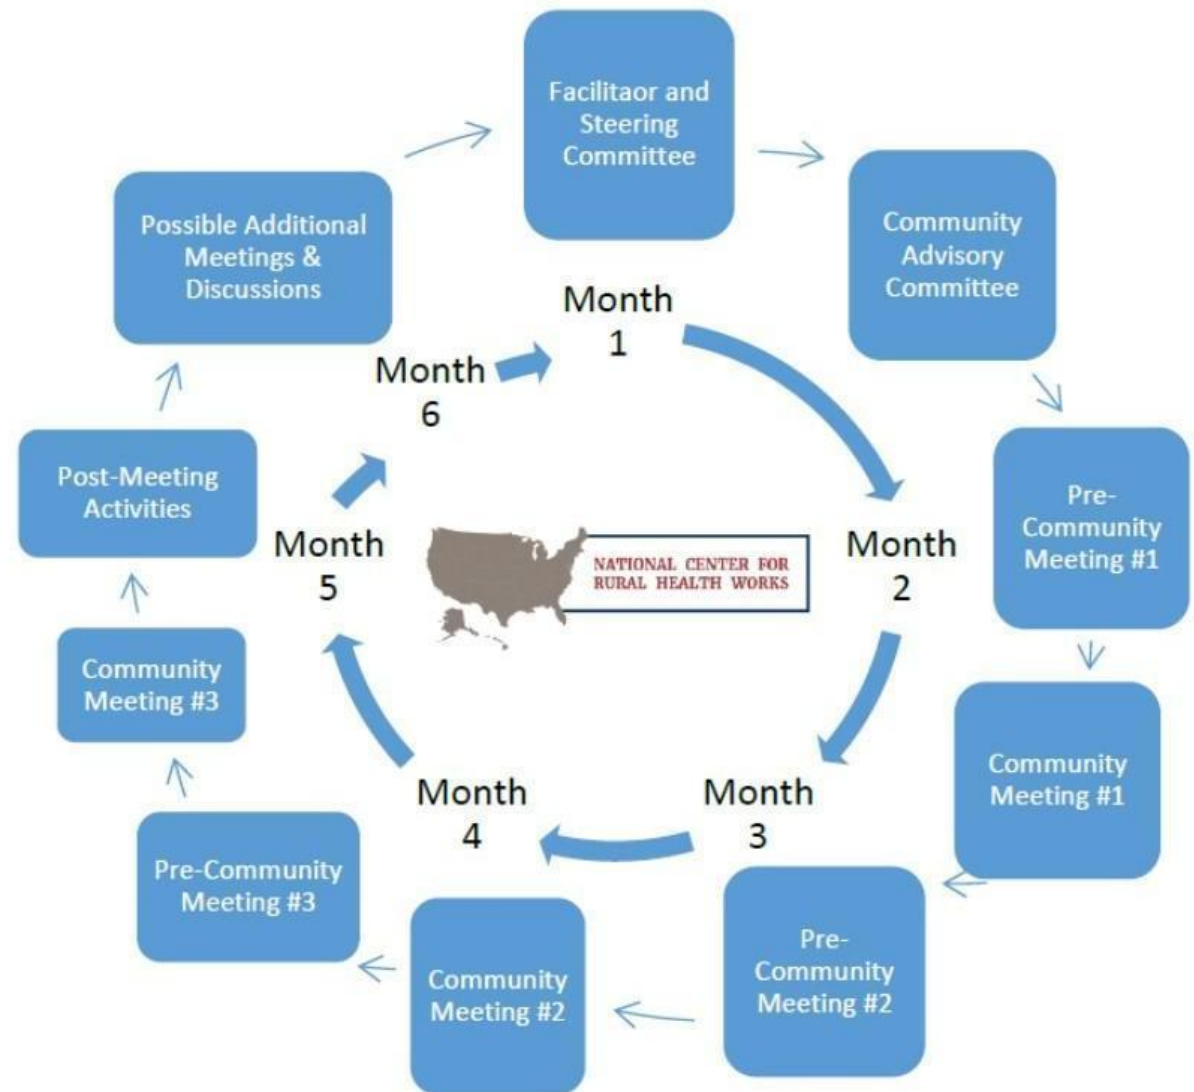 Facilitaor and
Steering
Committee
Community
Advisory
Committee
Pre-
Community
Meeting #1
Community
Meeting #1
Pre-
Community
Meeting #2
Community
Meeting #2
Pre-Community
Meeting #3
Community
Meeting #3
Post-Meeting
Activities
Possible Additional
Meetings &
Discussions
Month
1
Month
2
Month
3
Month
4
Month
5
Month
6
NATIONAL CENTER FOR
RURAL HEALTH WORKS